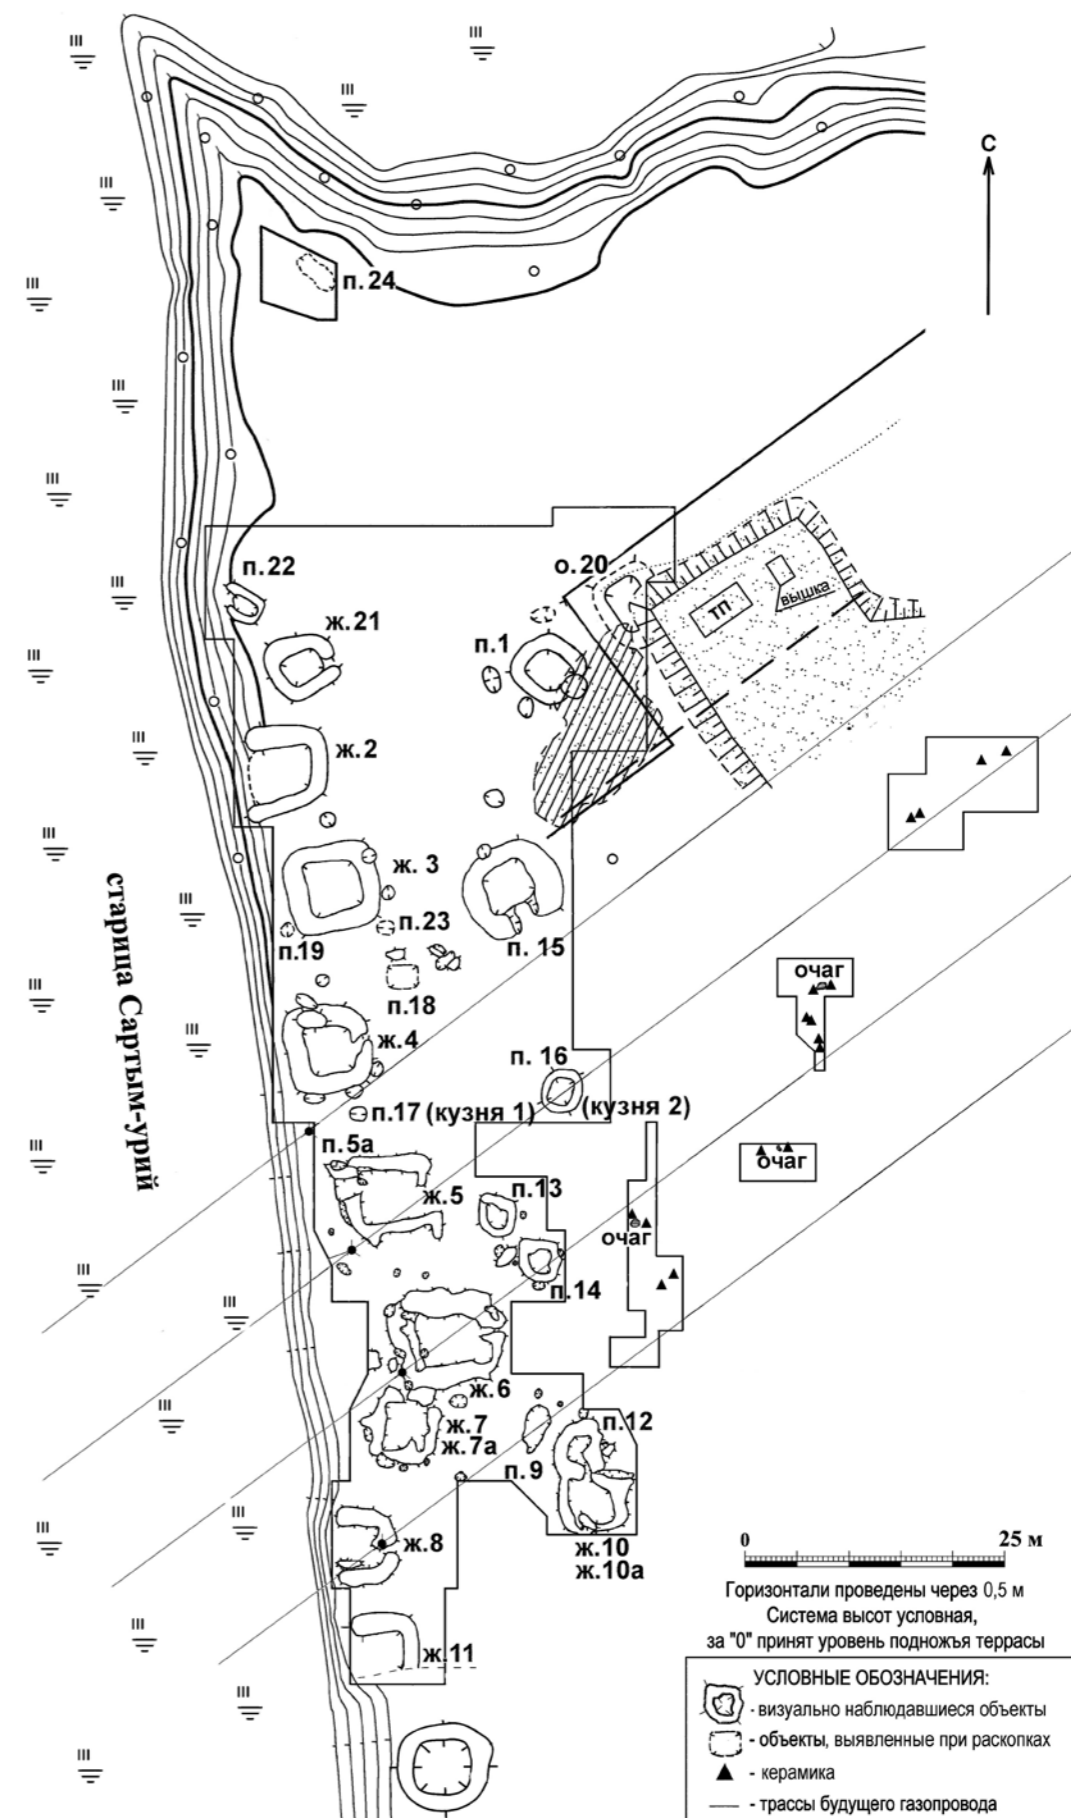 С
п.24
п.22
о.20
ж.21
п.1
ТП
вышка
ж.2
ж. 3
п.23
п.19
п. 15
п.18
старица Сартым-урий
ж.4
п. 16
очаг
п.17 (кузня 1)
(кузня 2)
п.5а
ж.5
п.13
очаг
очаг
п.14
ж.6
ж.7
ж.7а
п.12
п.9
ж.8
ж.10
ж.10а
ж.11
0 25 м
Горизонтали проведены через 0,5 м
Система высот условная,
за "0" принят уровень подножъя террасы
УСЛОВНЫЕ ОБОЗНАЧЕНИЯ:
- визуально наблюдавшиеся объекты
- объекты, выявленные при раскопках
- керамика
- трассы будущего газопровода